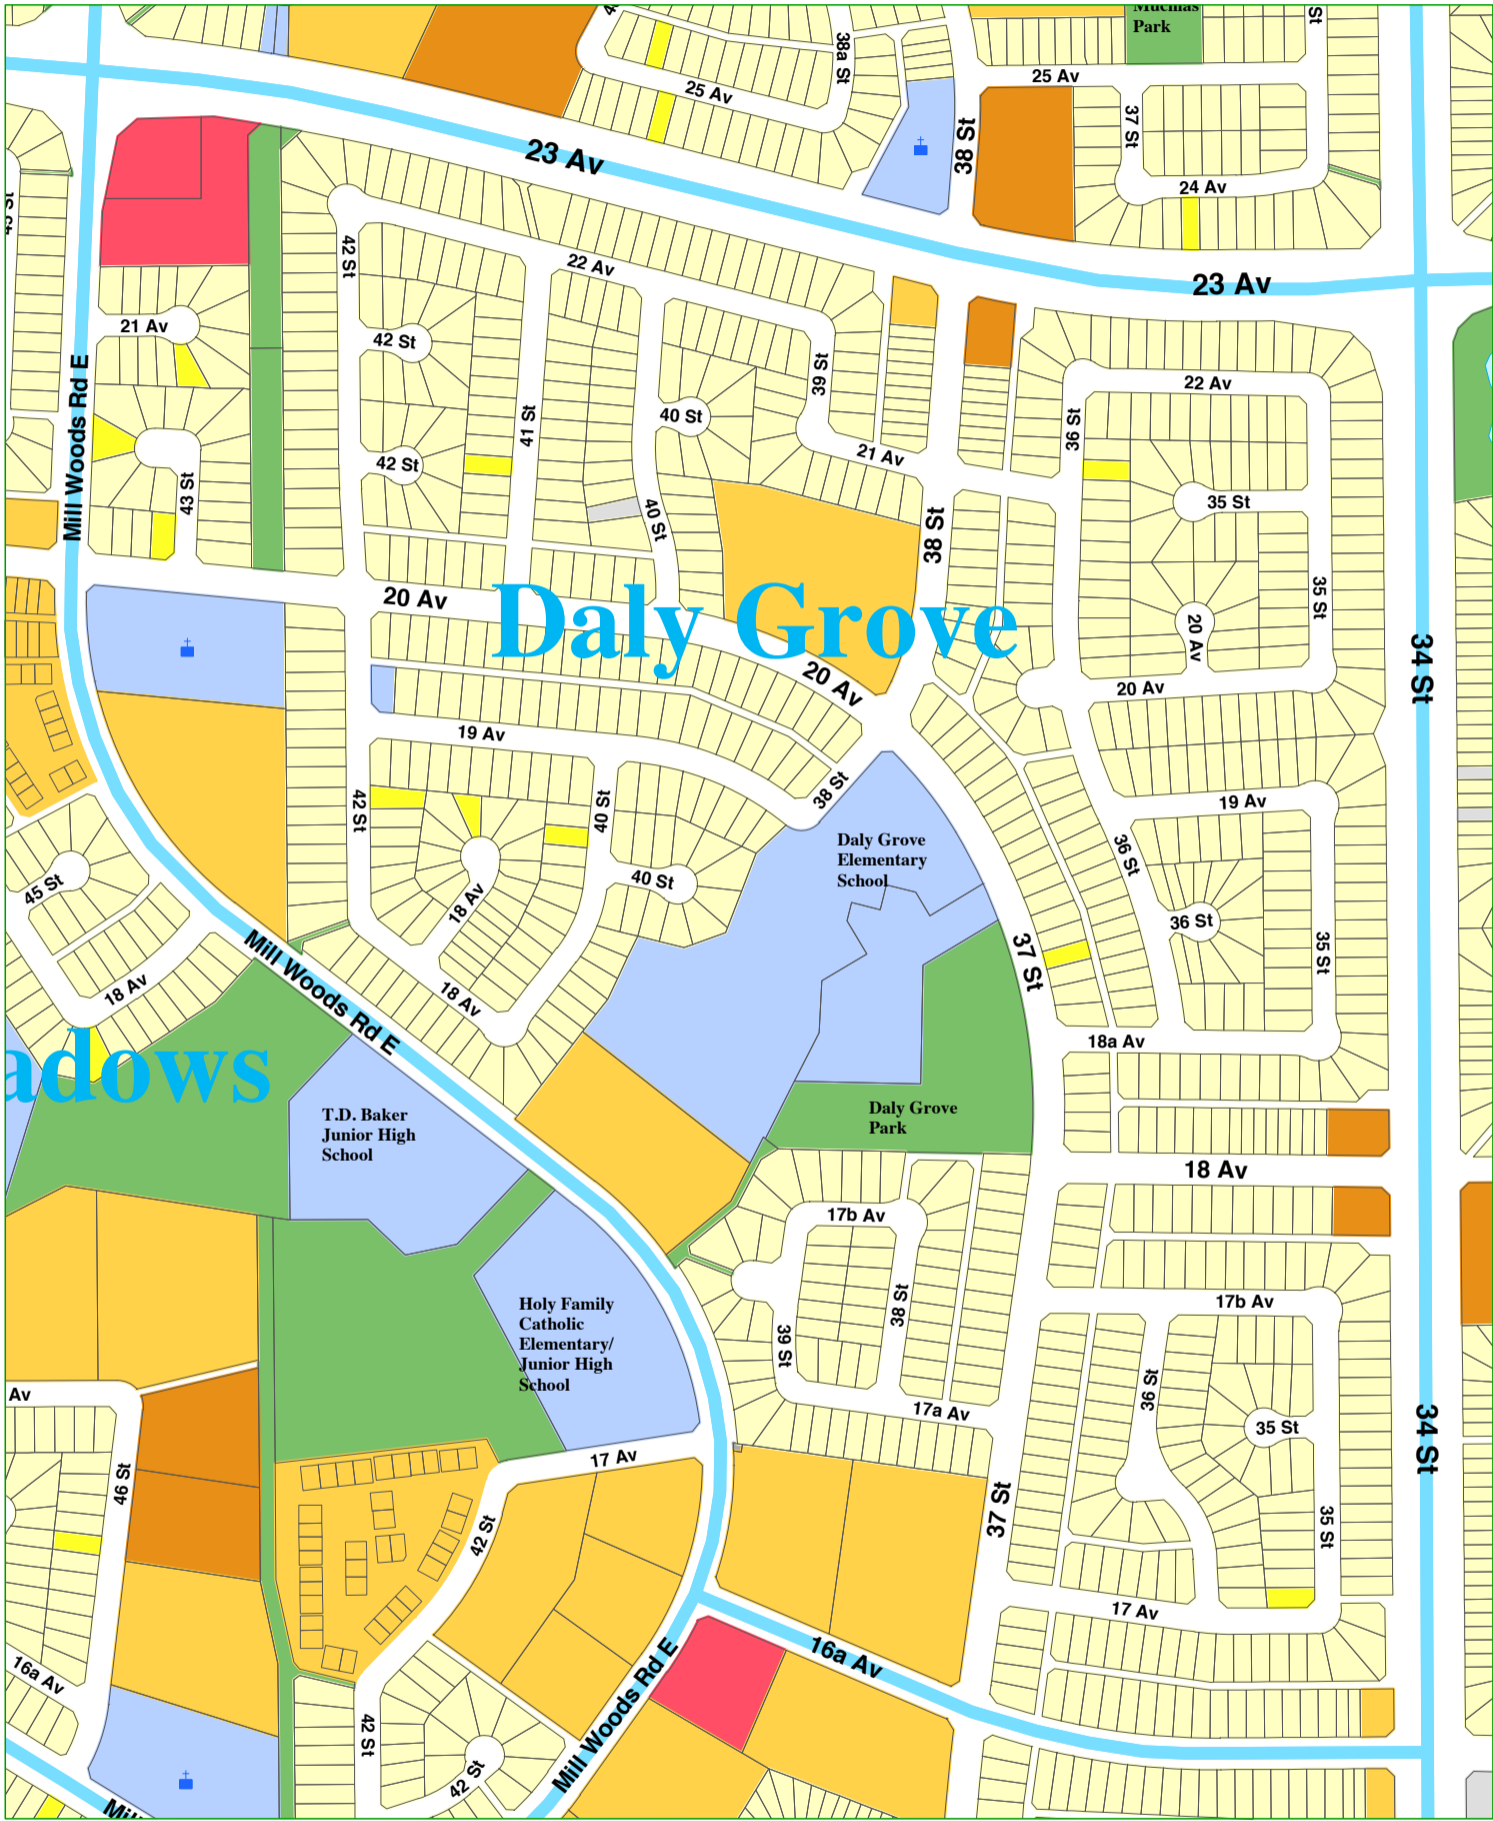 Muchias
Park
St
38a St
25 Av
25 Av
37 St
38 St
24 Av
23 Av
23 Av
42 St
22 Av
21 Av
42 St
39 St
22 Av
Mill Woods Rd E
41 St
40 St
36 St
21 Av
42 St
43 St
35 St
40 St
38 St
20 Av
35 St
Daly Grove
20 Av
34 St
20 Av
20 Av
19 Av
38 St
42 St
40 St
19 Av
Daly Grove
Elementary
School
36 St
45 St
40 St
18 Av
36 St
35 St
37 St
Mill Woods Rd E
18 Av
18 Av
18a Av
adows
T.D. Baker
Junior High
School
Daly Grove
Park
18 Av
17b Av
38 St
17b Av
Holy Family
Catholic
Elementary/
Junior High
School
39 St
36 St
Av
17a Av
34 St
35 St
46 St
17 Av
37 St
42 St
35 St
17 Av
16a Av
16a Av
Mill Woods Rd E
42 St
42 St
Mill